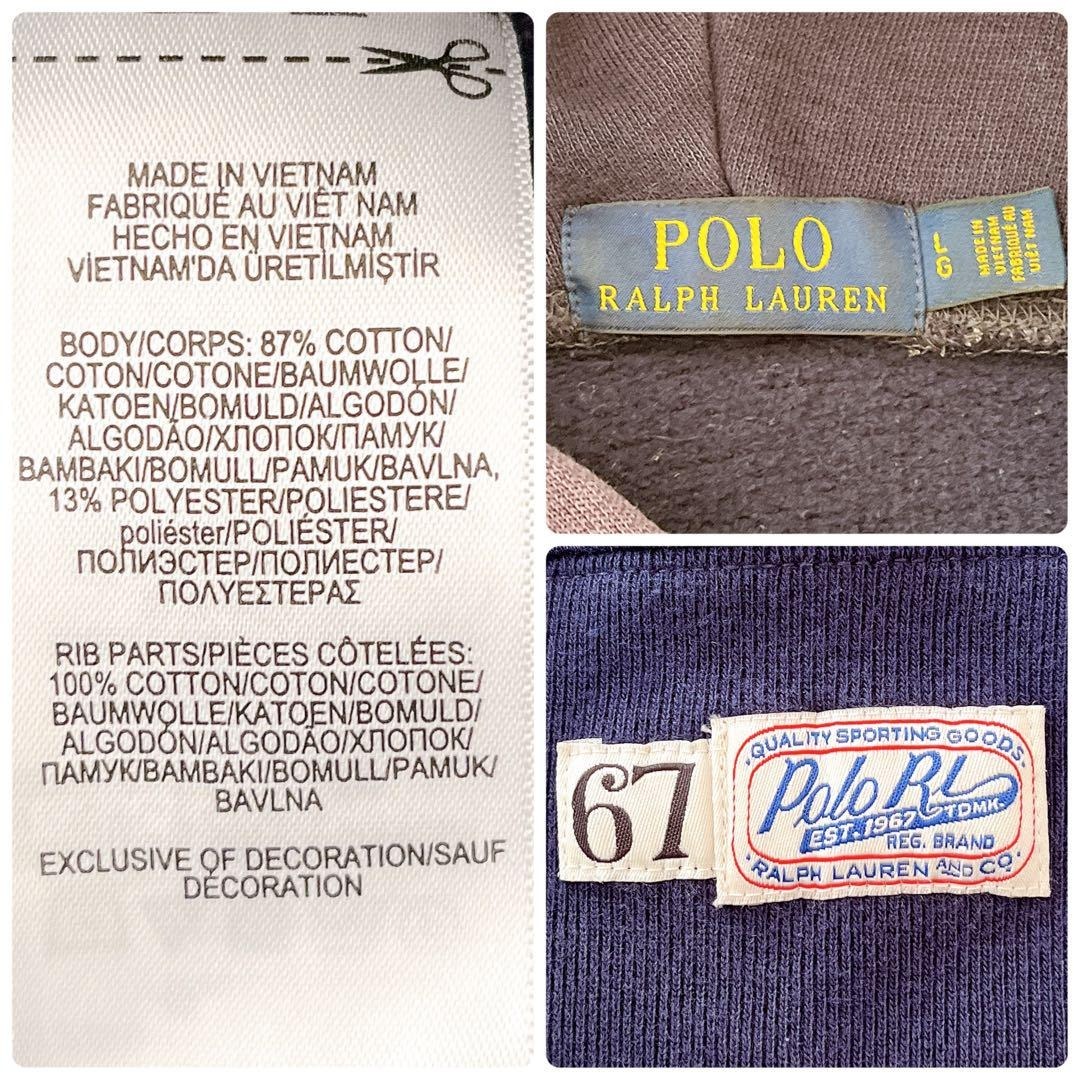 MADE IN VIETNAM
FABRIQUÉ AU VIÊT NAM
HECHO EN VIETNAM
VİETNAM'DA ÜRETİLMİŞTİR
BODY/CORPS: 87% COTTON/
COTON/COTONE/BAUMWOLLE/
KATOEN/BOMULD/ALGODÓN/
ALGODÃO/ХЛОПОК/ПАМУК/
BAMBAKI/BOMULL/PAMUK/BAVLNA,
13% POLYESTER/POLIESTERE/
poliéster/POLIÉSTER/
ПОЛИЭСТЕР/ПОЛИЕСТЕР/
ΠΟΛΥΕΣΤΕΡΑΣ
RIB PARTS/PIÈCES CÔTELÉES:
100% COTTON/COTON/COTONE/
BAUMWOLLE/KATOEN/BOMULD/
ALGODÓN/ALGODÃO/ХЛОПОК/
ПАМУК/BAMBAKI/BOMULL/PAMUK/
BAVLNA
EXCLUSIVE OF DECORATION/SAUF
DÉCORATION
POLO
RALPH LAUREN
LG
MADE IN
VIETNAM
FABRIQUÉ AU
VIÊT NAM
67
QUALITY SPORTING GOODS
Polo RL
EST. 1967 TDMK
REG. BRAND
RALPH LAUREN AND CO.